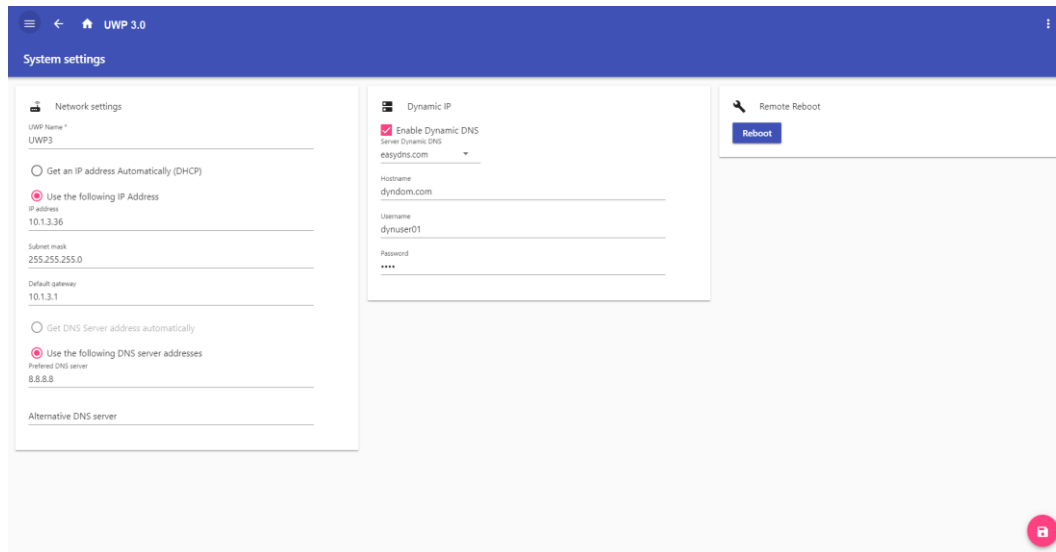 UWP 3.0
System settings
Network settings
UWP Name *
UWP3
Get an IP address Automatically (DHCP)
Use the following IP Address
IP address
10.1.3.36
Subnet mask
255.255.255.0
Default gateway
10.1.3.1
Get DNS Server address automatically
Use the following DNS server addresses
Prefered DNS server
8.8.8.8
Alternative DNS server
Dynamic IP
Enable Dynamic DNS
Server Dynamic DNS
easydns.com
Hostname
dyndom.com
Username
dynuser01
Password
••••
Remote Reboot
Reboot